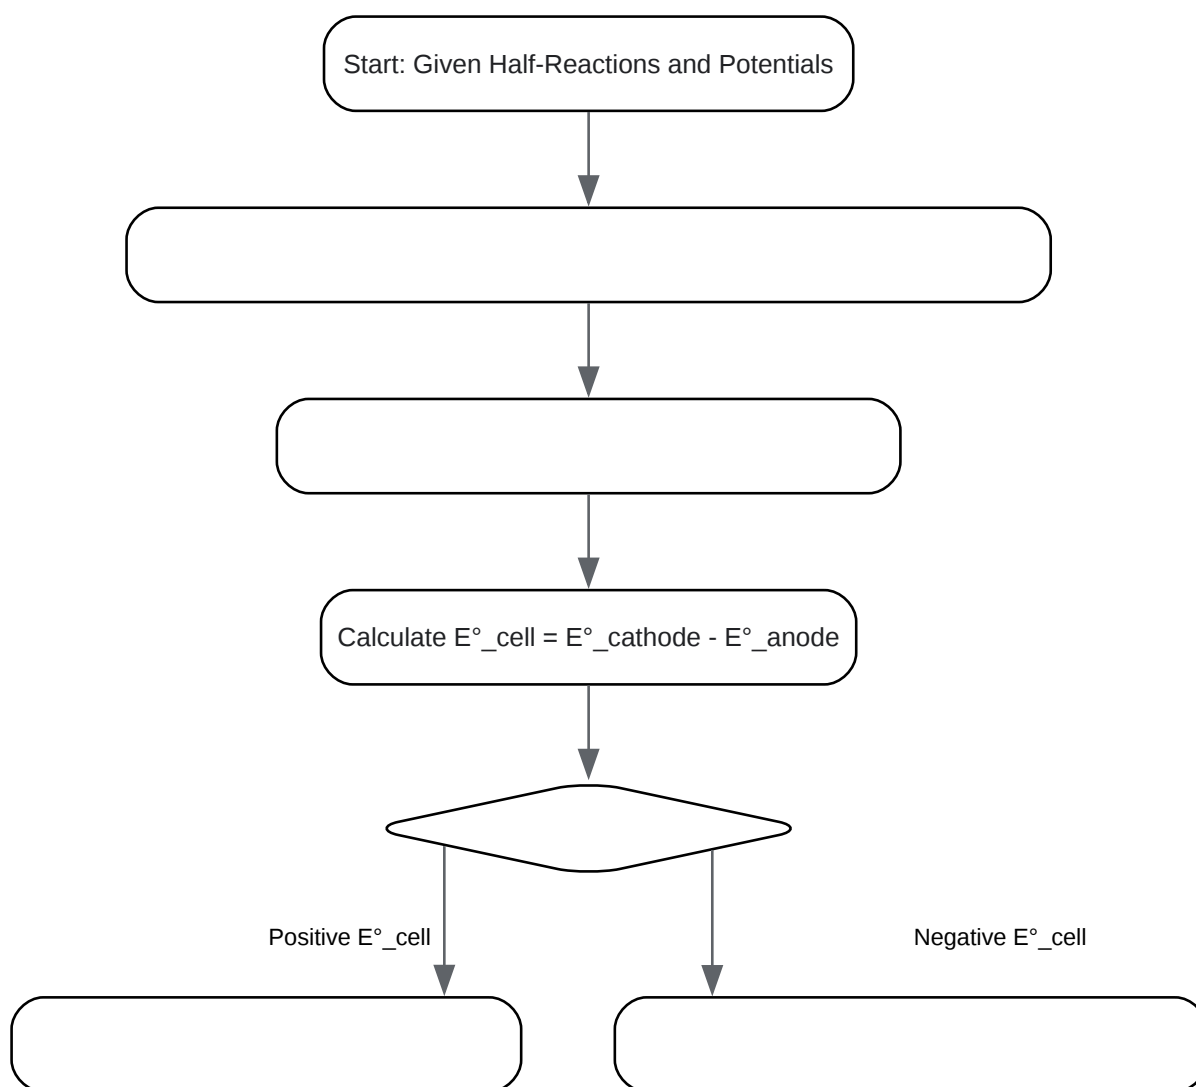 Start: Given Half-Reactions and Potentials
Calculate E°_cell = E°_cathode - E°_anode
Positive E°_cell
Negative E°_cell